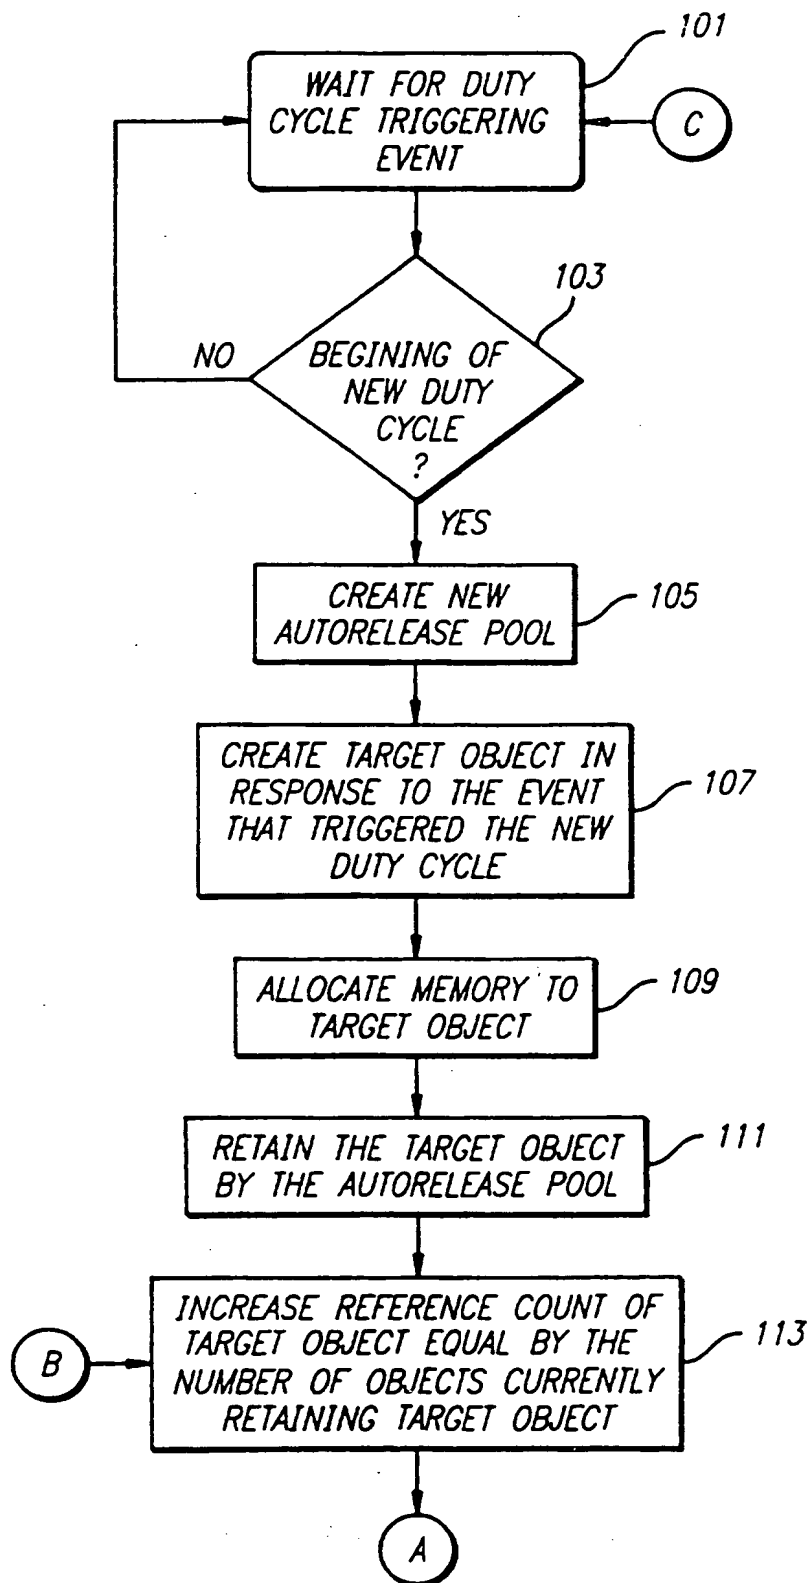 101
WAIT FOR DUTY
CYCLE TRIGGERING
EVENT
C
103
NO
BEGINING OF
NEW DUTY
CYCLE
?
YES
CREATE NEW
AUTORELEASE POOL
105
CREATE TARGET OBJECT IN
RESPONSE TO THE EVENT
THAT TRIGGERED THE NEW
DUTY CYCLE
107
ALLOCATE MEMORY TO
TARGET OBJECT
109
RETAIN THE TARGET OBJECT
BY THE AUTORELEASE POOL
111
INCREASE REFERENCE COUNT OF
TARGET OBJECT EQUAL BY THE
NUMBER OF OBJECTS CURRENTLY
RETAINING TARGET OBJECT
113
B
A